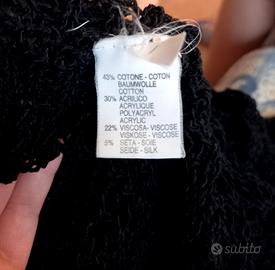 43% COTONE - COTON
BAUMWOLLE
COTTON
30% ACRILICO
ACRYLIQUE
POLYACRYL
ACRYLIC
22% VISCOSA- VISCOSE
VISKOSE - VISCOSE
5% SETA - SOIE
SEIDE - SILK
subito